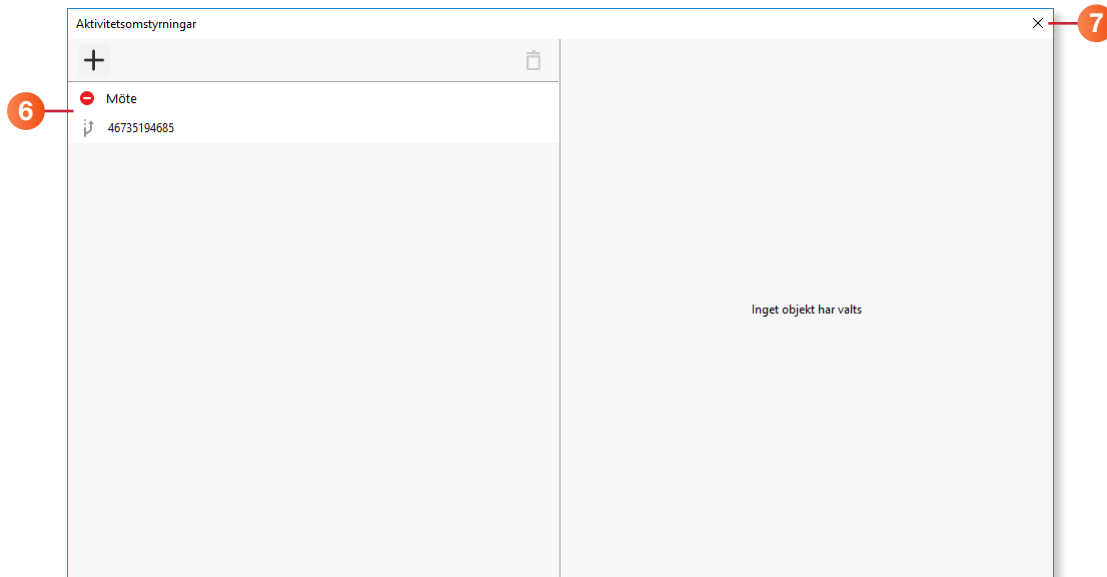 Aktivitetsomstyrningar
7
6
Möte
46735194685
Inget objekt har valts